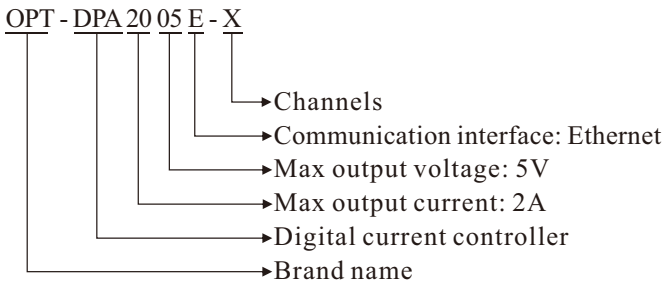 OPT - DPA 20 05 E - X
Channels
Communication interface: Ethernet
Max output voltage: 5V
Max output current: 2A
Digital current controller
Brand name